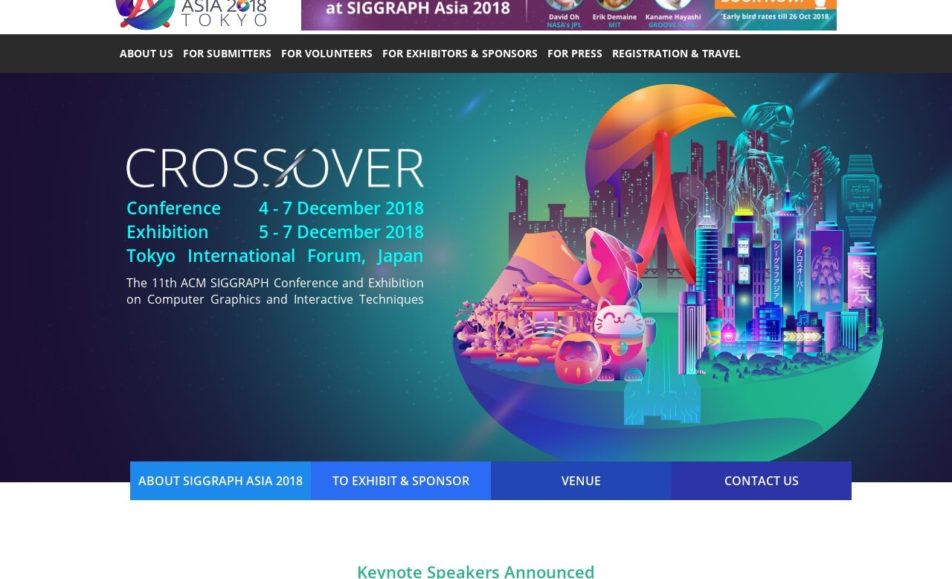 ASIA 2018
TOKYO
at SIGGRAPH Asia 2018
David Oh
NASA's JPL
Erik Demaine
MIT
Kaname Hayashi
BOOK NOW!
*Early bird rates till 26 Oct 2018
ABOUT US FOR SUBMITTERS FOR VOLUNTEERS FOR EXHIBITORS & SPONSORS FOR PRESS REGISTRATION & TRAVEL
CROSSOVER
Conference 4 - 7 December 2018
Exhibition 5 - 7 December 2018
Tokyo International Forum, Japan
The 11th ACM SIGGRAPH Conference and Exhibition
on Computer Graphics and Interactive Techniques
シーグラフアジア
クロスオーバー
東京
ABOUT SIGGRAPH ASIA 2018 TO EXHIBIT & SPONSOR VENUE CONTACT US
Keynote Speakers Announced